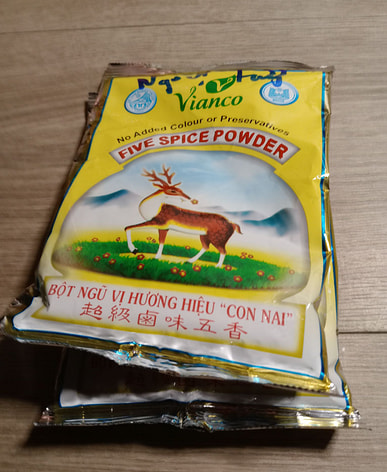 Vianco
No Added Colour or Preservatives
FIVE SPICE POWDER
BỘT NGŨ VỊ HƯƠNG HIỆU "CON NAI"
超級鹵味五香